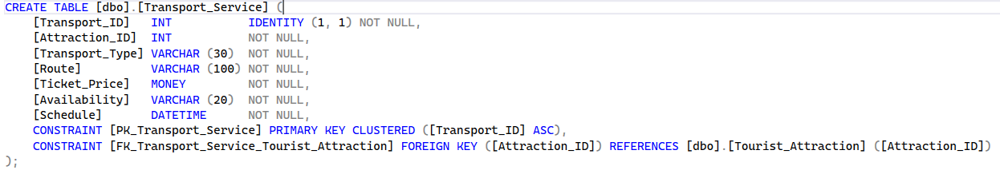 CREATE TABLE [dbo].[Transport_Service] (
    [Transport_ID]   INT           IDENTITY (1, 1) NOT NULL,
    [Attraction_ID]  INT           NOT NULL,
    [Transport_Type] VARCHAR (30)  NOT NULL,
    [Route]          VARCHAR (100) NOT NULL,
    [Ticket_Price]   MONEY         NOT NULL,
    [Availability]   VARCHAR (20)  NOT NULL,
    [Schedule]       DATETIME      NOT NULL,
    CONSTRAINT [PK_Transport_Service] PRIMARY KEY CLUSTERED ([Transport_ID] ASC),
    CONSTRAINT [FK_Transport_Service_Tourist_Attraction] FOREIGN KEY ([Attraction_ID]) REFERENCES [dbo].[Tourist_Attraction] ([Attraction_ID])
);